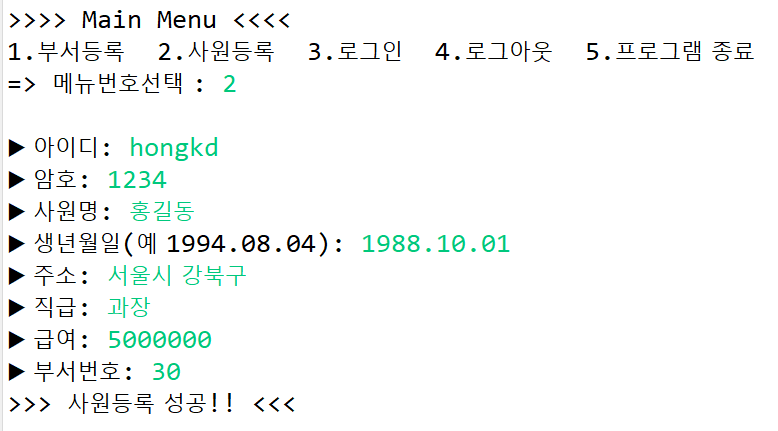 >>>> Main Menu <<<<
1.부서등록  2.사원등록  3.로그인  4.로그아웃  5.프로그램 종료
=> 메뉴번호선택 : 2
▶ 아이디: hongkd
▶ 암호: 1234
▶ 사원명: 홍길동
▶ 생년월일(예 1994.08.04): 1988.10.01
▶ 주소: 서울시 강북구
▶ 직급: 과장
▶ 급여: 5000000
▶ 부서번호: 30
>>> 사원등록 성공!! <<<